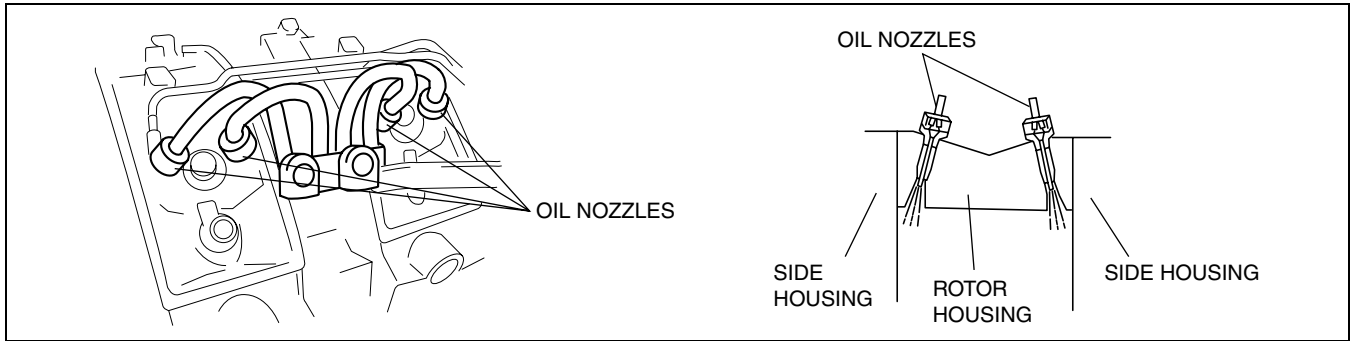 OIL NOZZLES
OIL NOZZLES
SIDE
HOUSING
ROTOR
HOUSING
SIDE HOUSING